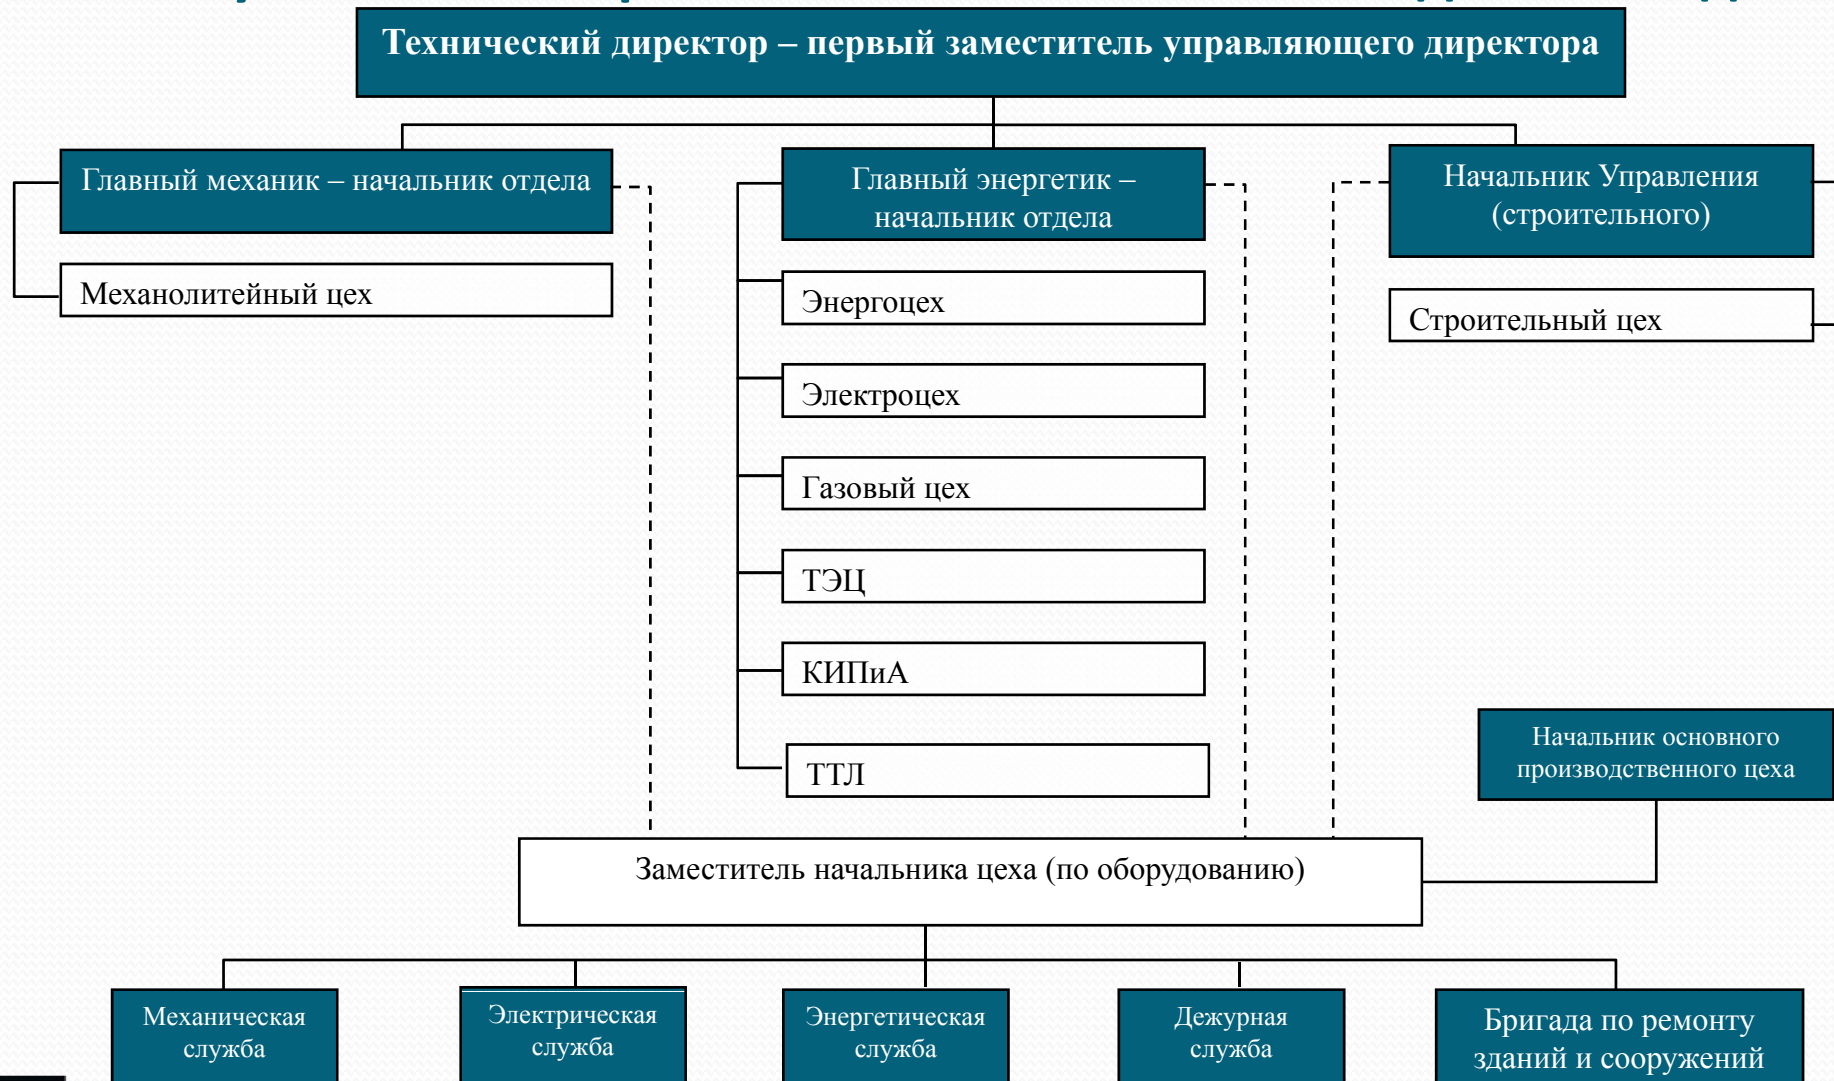 Технический директор – первый заместитель управляющего директора
Главный механик – начальник отдела
Механолитейный цех
Главный энергетик –
начальник отдела
Энергоцех
Электроцех
Газовый цех
ТЭЦ
КИПиА
ТТЛ
Начальник Управления
(строительного)
Строительный цех
Начальник основного
производственного цеха
Заместитель начальника цеха (по оборудованию)
Механическая
служба
Электрическая
служба
Энергетическая
служба
Дежурная
служба
Бригада по ремонту
зданий и сооружений